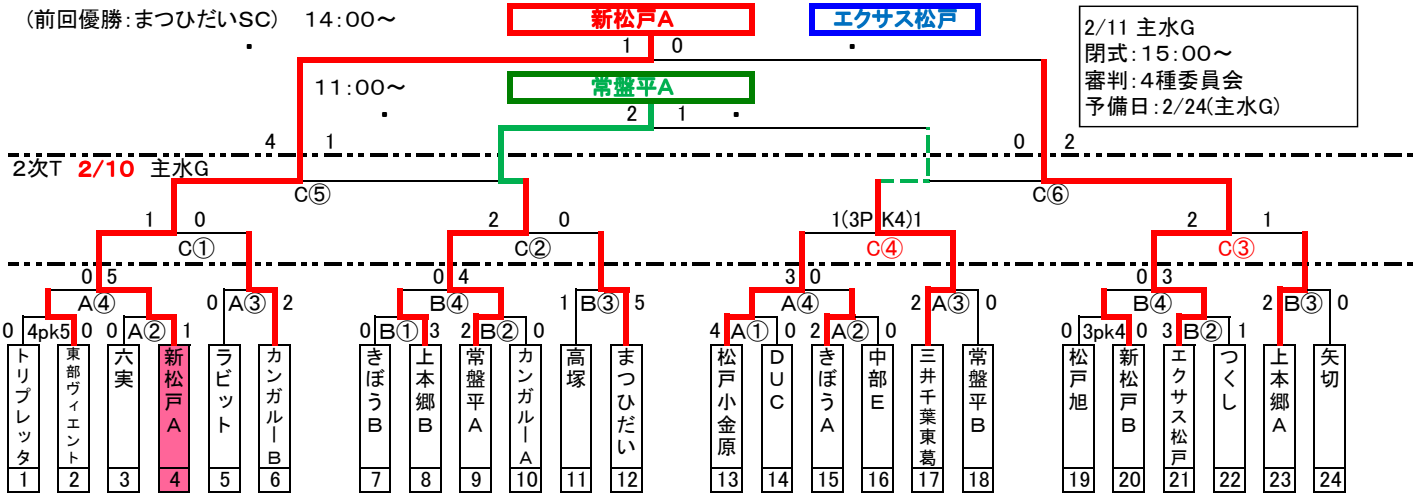 (前回優勝:まつひだいSC) 14:00～
新松戸A
エクサス松戸
1 0
2/11 主水G
閉式:15:00～
審判:4種委員会
予備日:2/24(主水G)
11:00～
常盤平A
2 1
4 1
0 2
2次T 2/10 主水G
C⑤
C⑥
1 0
2 0
1(3PK4)1
2 1
C①
C②
C④
C③
0 5
0 4
3 0
0 3
A④
0 A③ 2
B④
1 B③ 5
A④
2 A③ 0
B④
2 B③ 0
0 4pk5 0
0 A② 1
0 B① 3
2 B② 0
4 A① 0
2 A② 0
0 3pk4 0
3 B② 1
トリプレッタ
東部ヴィエント
六実
新松戸A
ラビット
カンガルーB
きぼうB
上本郷B
常盤平A
カンガルーA
高塚
まつひだい
松戸小金原
DUC
きぼうA
中部E
三井千葉東葛
常盤平B
松戸旭
新松戸B
エクサス松戸
つくし
上本郷A
矢切
1 2 3 4 5 6 7 8 9 10 11 12 13 14 15 16 17 18 19 20 21 22 23 24